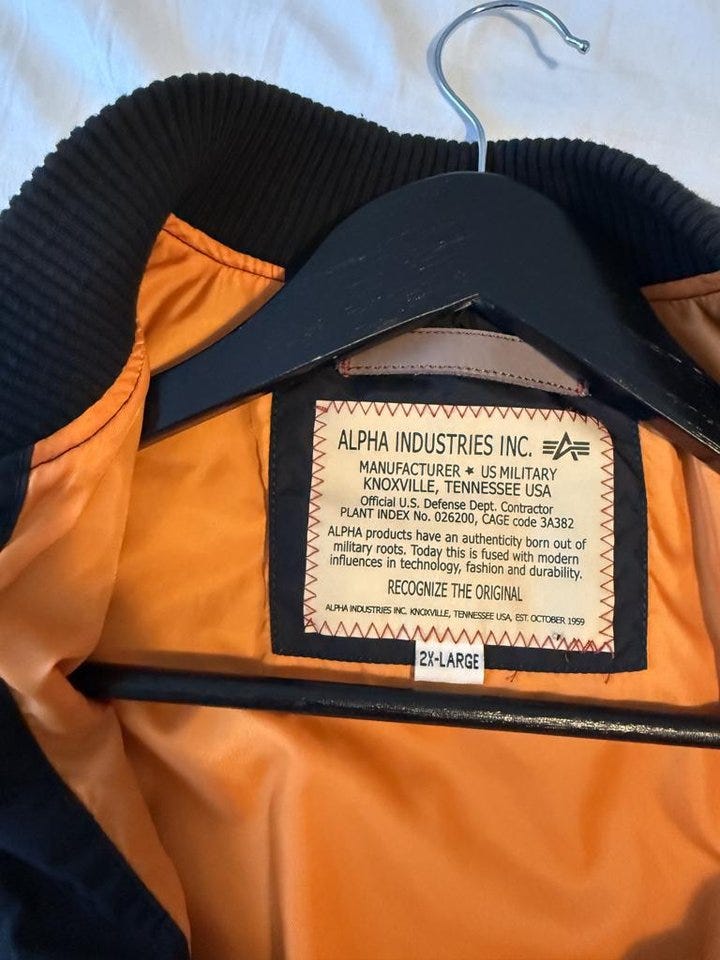 ALPHA INDUSTRIES INC.
MANUFACTURER ★ US MILITARY
KNOXVILLE, TENNESSEE USA
Official U.S. Defense Dept. Contractor
PLANT INDEX No. 026200, CAGE code 3A382
ALPHA products have an authenticity born out of
military roots. Today this is fused with modern
influences in technology, fashion and durability.
RECOGNIZE THE ORIGINAL
ALPHA INDUSTRIES INC. KNOXVILLE, TENNESSEE USA, EST. OCTOBER 1959
2X-LARGE